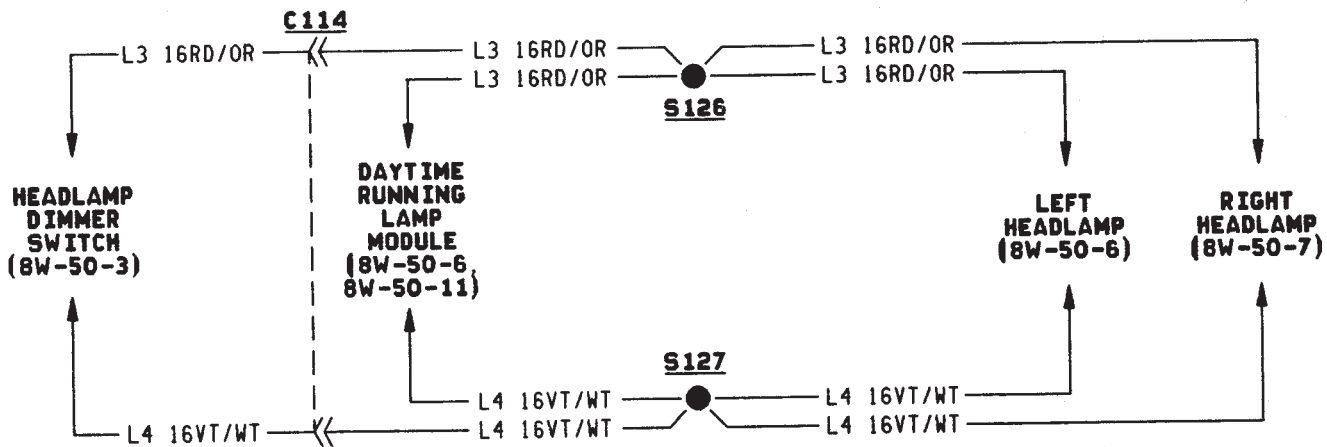 C114
L3 16RD/OR L3 16RD/OR L3 16RD/OR
L3 16RD/OR L3 16RD/OR
S126
HEADLAMP
DIMMER
SWITCH
(8W-50-3)
DAYTIME
RUNNING
LAMP
MODULE
(8W-50-6,
8W-50-11)
LEFT
HEADLAMP
(8W-50-6)
RIGHT
HEADLAMP
(8W-50-7)
S127
L4 16VT/WT L4 16VT/WT
L4 16VT/WT L4 16VT/WT L4 16VT/WT